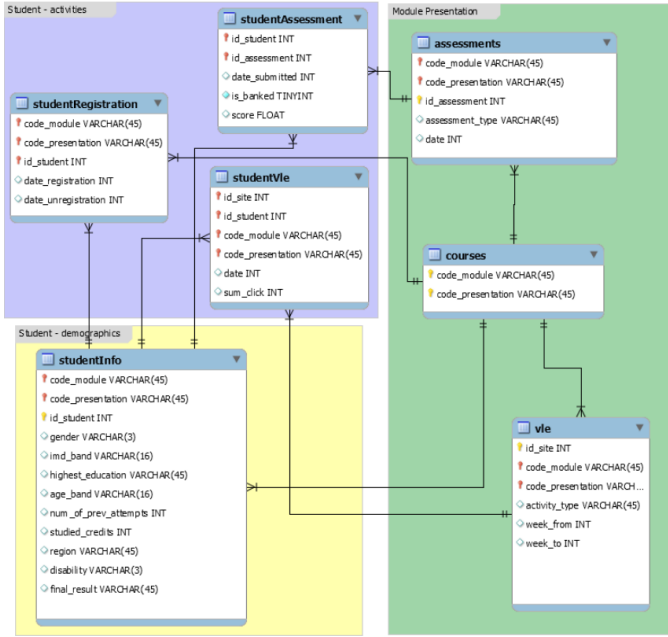 Student - activities
studentAssessment
id_student INT
id_assessment INT
date_submitted INT
is_banked TINYINT
score FLOAT
studentRegistration
code_module VARCHAR(45)
code_presentation VARCHAR(45)
id_student INT
date_registration INT
date_unregistration INT
studentVle
id_site INT
id_student INT
code_module VARCHAR(45)
code_presentation VARCHAR(45)
date INT
sum_click INT
Module Presentation
assessments
code_module VARCHAR(45)
code_presentation VARCHAR(45)
id_assessment INT
assessment_type VARCHAR(45)
date INT
courses
code_module VARCHAR(45)
code_presentation VARCHAR(45)
Student - demographics
studentInfo
code_module VARCHAR(45)
code_presentation VARCHAR(45)
id_student INT
gender VARCHAR(3)
imd_band VARCHAR(16)
highest_education VARCHAR(45)
age_band VARCHAR(16)
num_of_prev_attempts INT
studied_credits INT
region VARCHAR(45)
disability VARCHAR(3)
final_result VARCHAR(45)
vle
id_site INT
code_module VARCHAR(45)
code_presentation VARCH...
activity_type VARCHAR(45)
week_from INT
week_to INT